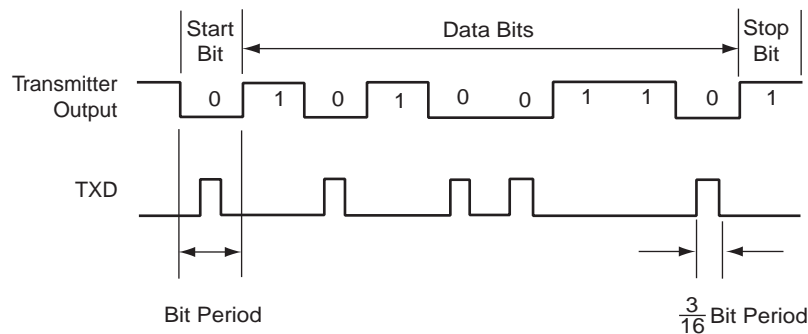 Start Bit
Data Bits
Stop Bit
Transmitter Output
0 1 0 1 0 0 1 1 0 1
TXD
Bit Period
3/16 Bit Period